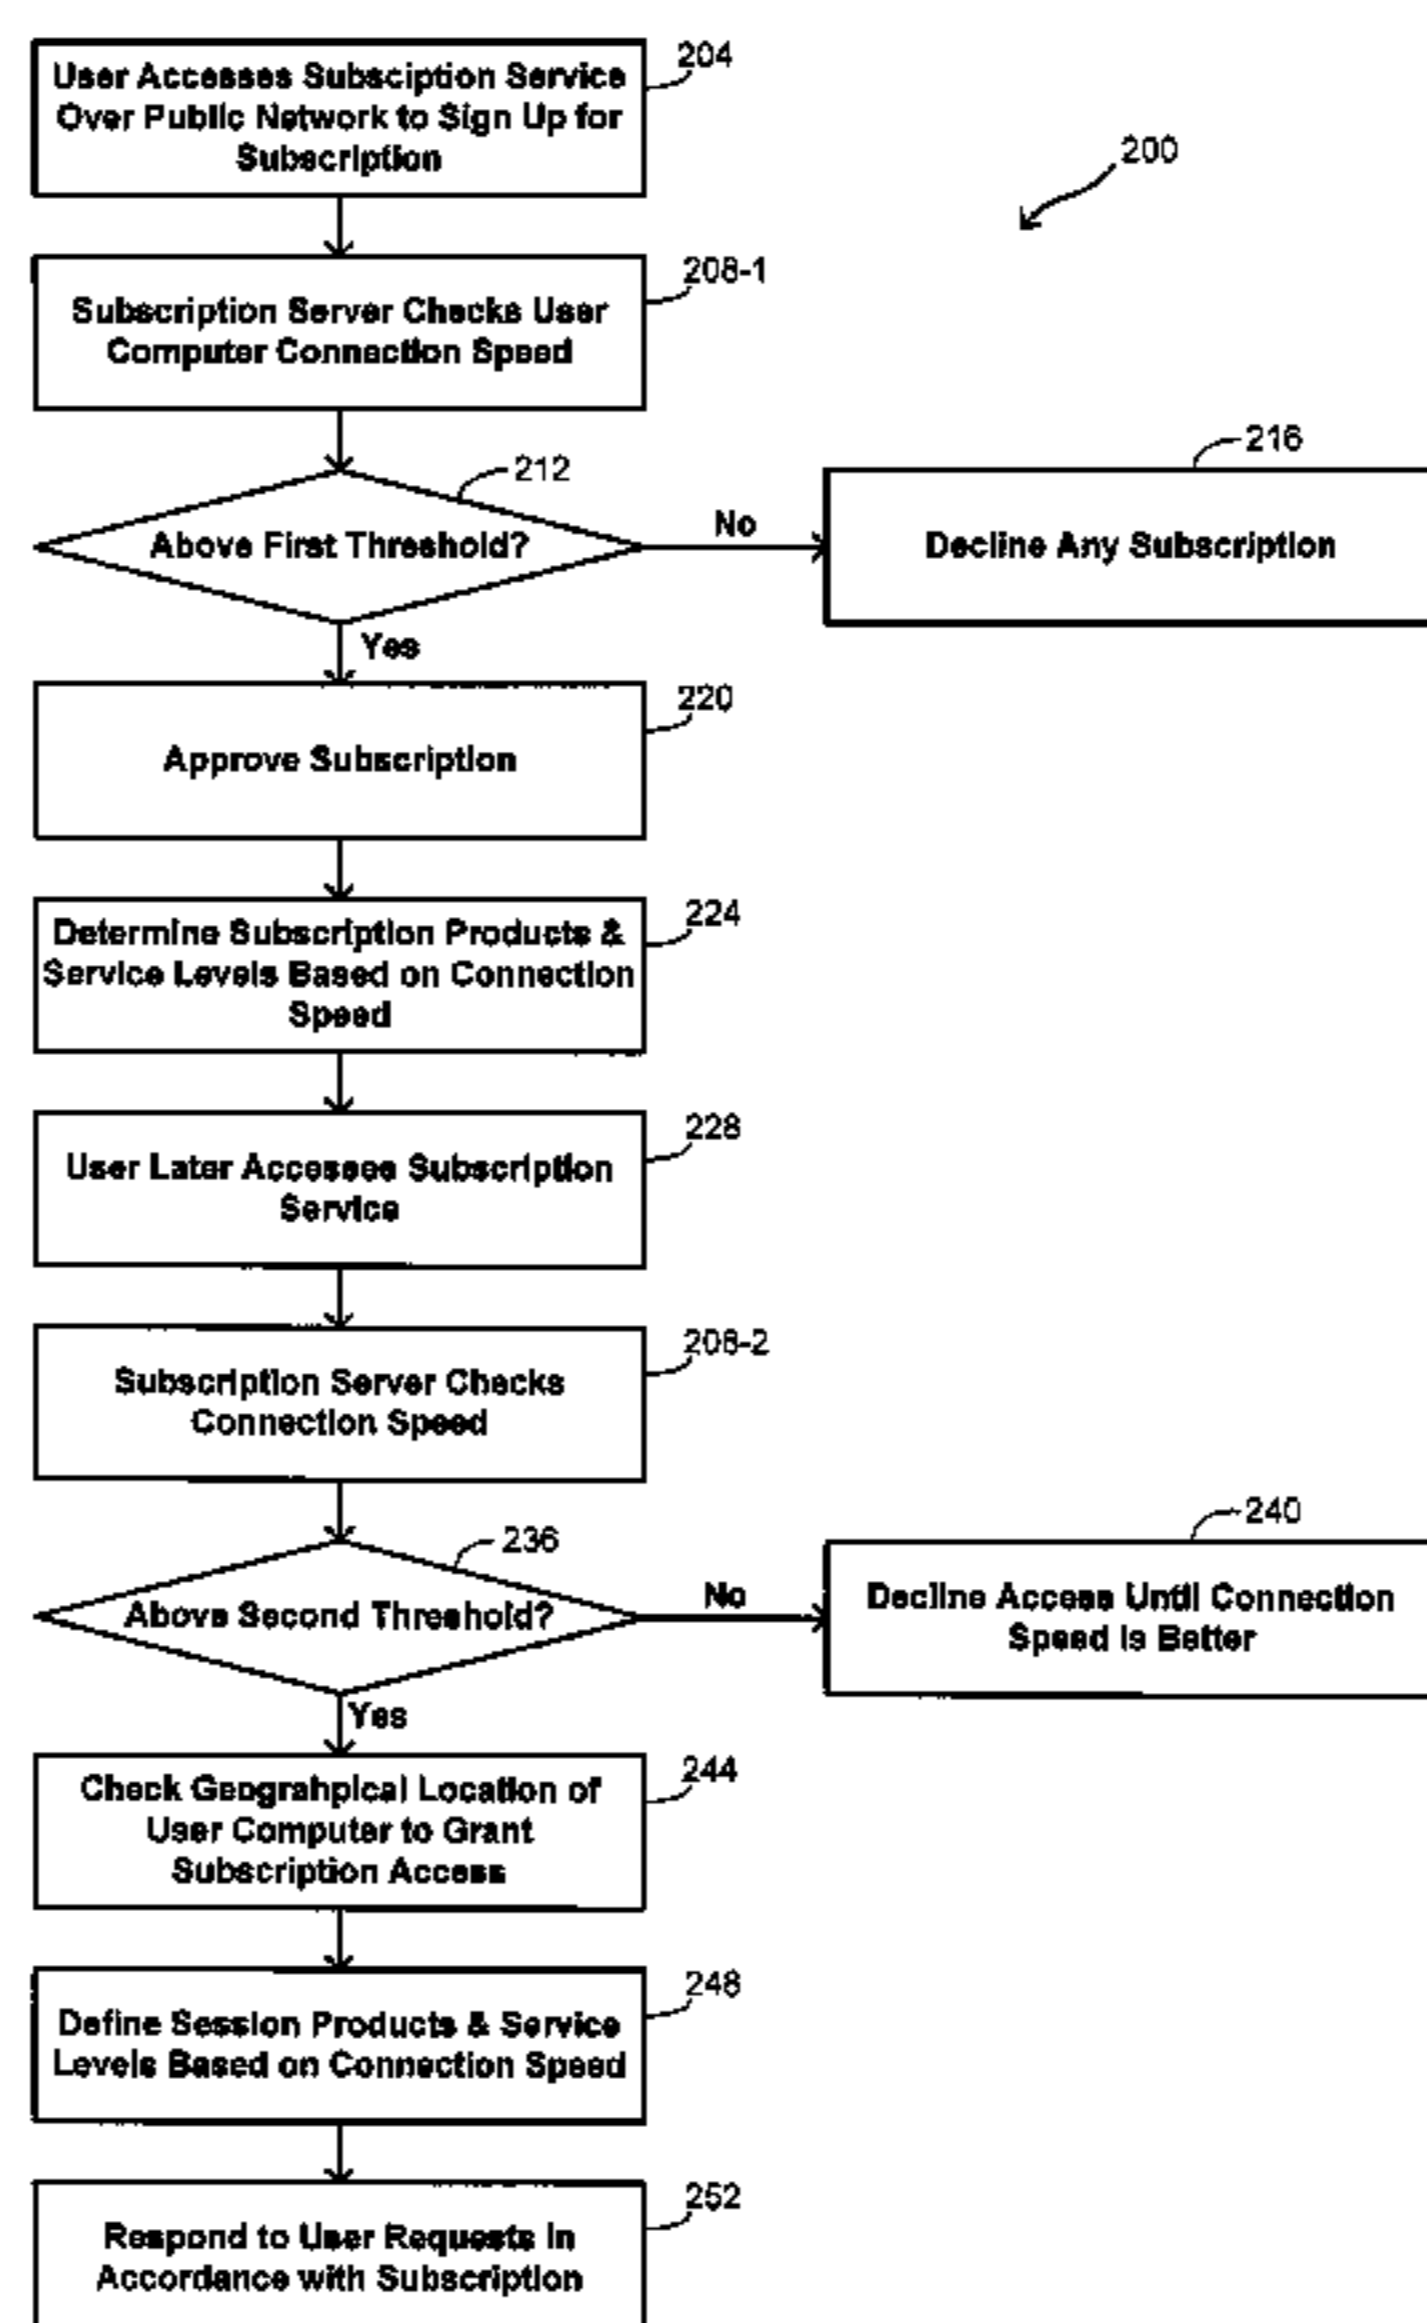 204
User Accesses Subsciption Service
Over Public Network to Sign Up for
Subscription
200
208-1
Subscription Server Checks User
Computer Connection Speed
212
216
Above First Threshold?
No
Decline Any Subscription
Yes
220
Approve Subscription
224
Determine Subscription Products &
Service Levels Based on Connection
Speed
228
User Later Accesses Subscription
Service
208-2
Subscription Server Checks
Connection Speed
236
240
Above Second Threshold?
No
Decline Access Until Connection
Speed is Better
Yes
244
Check Geograhpical Location of
User Computer to Grant
Subscription Access
248
Define Session Products & Service
Levels Based on Connection Speed
252
Respond to User Requests in
Accordance with Subscription